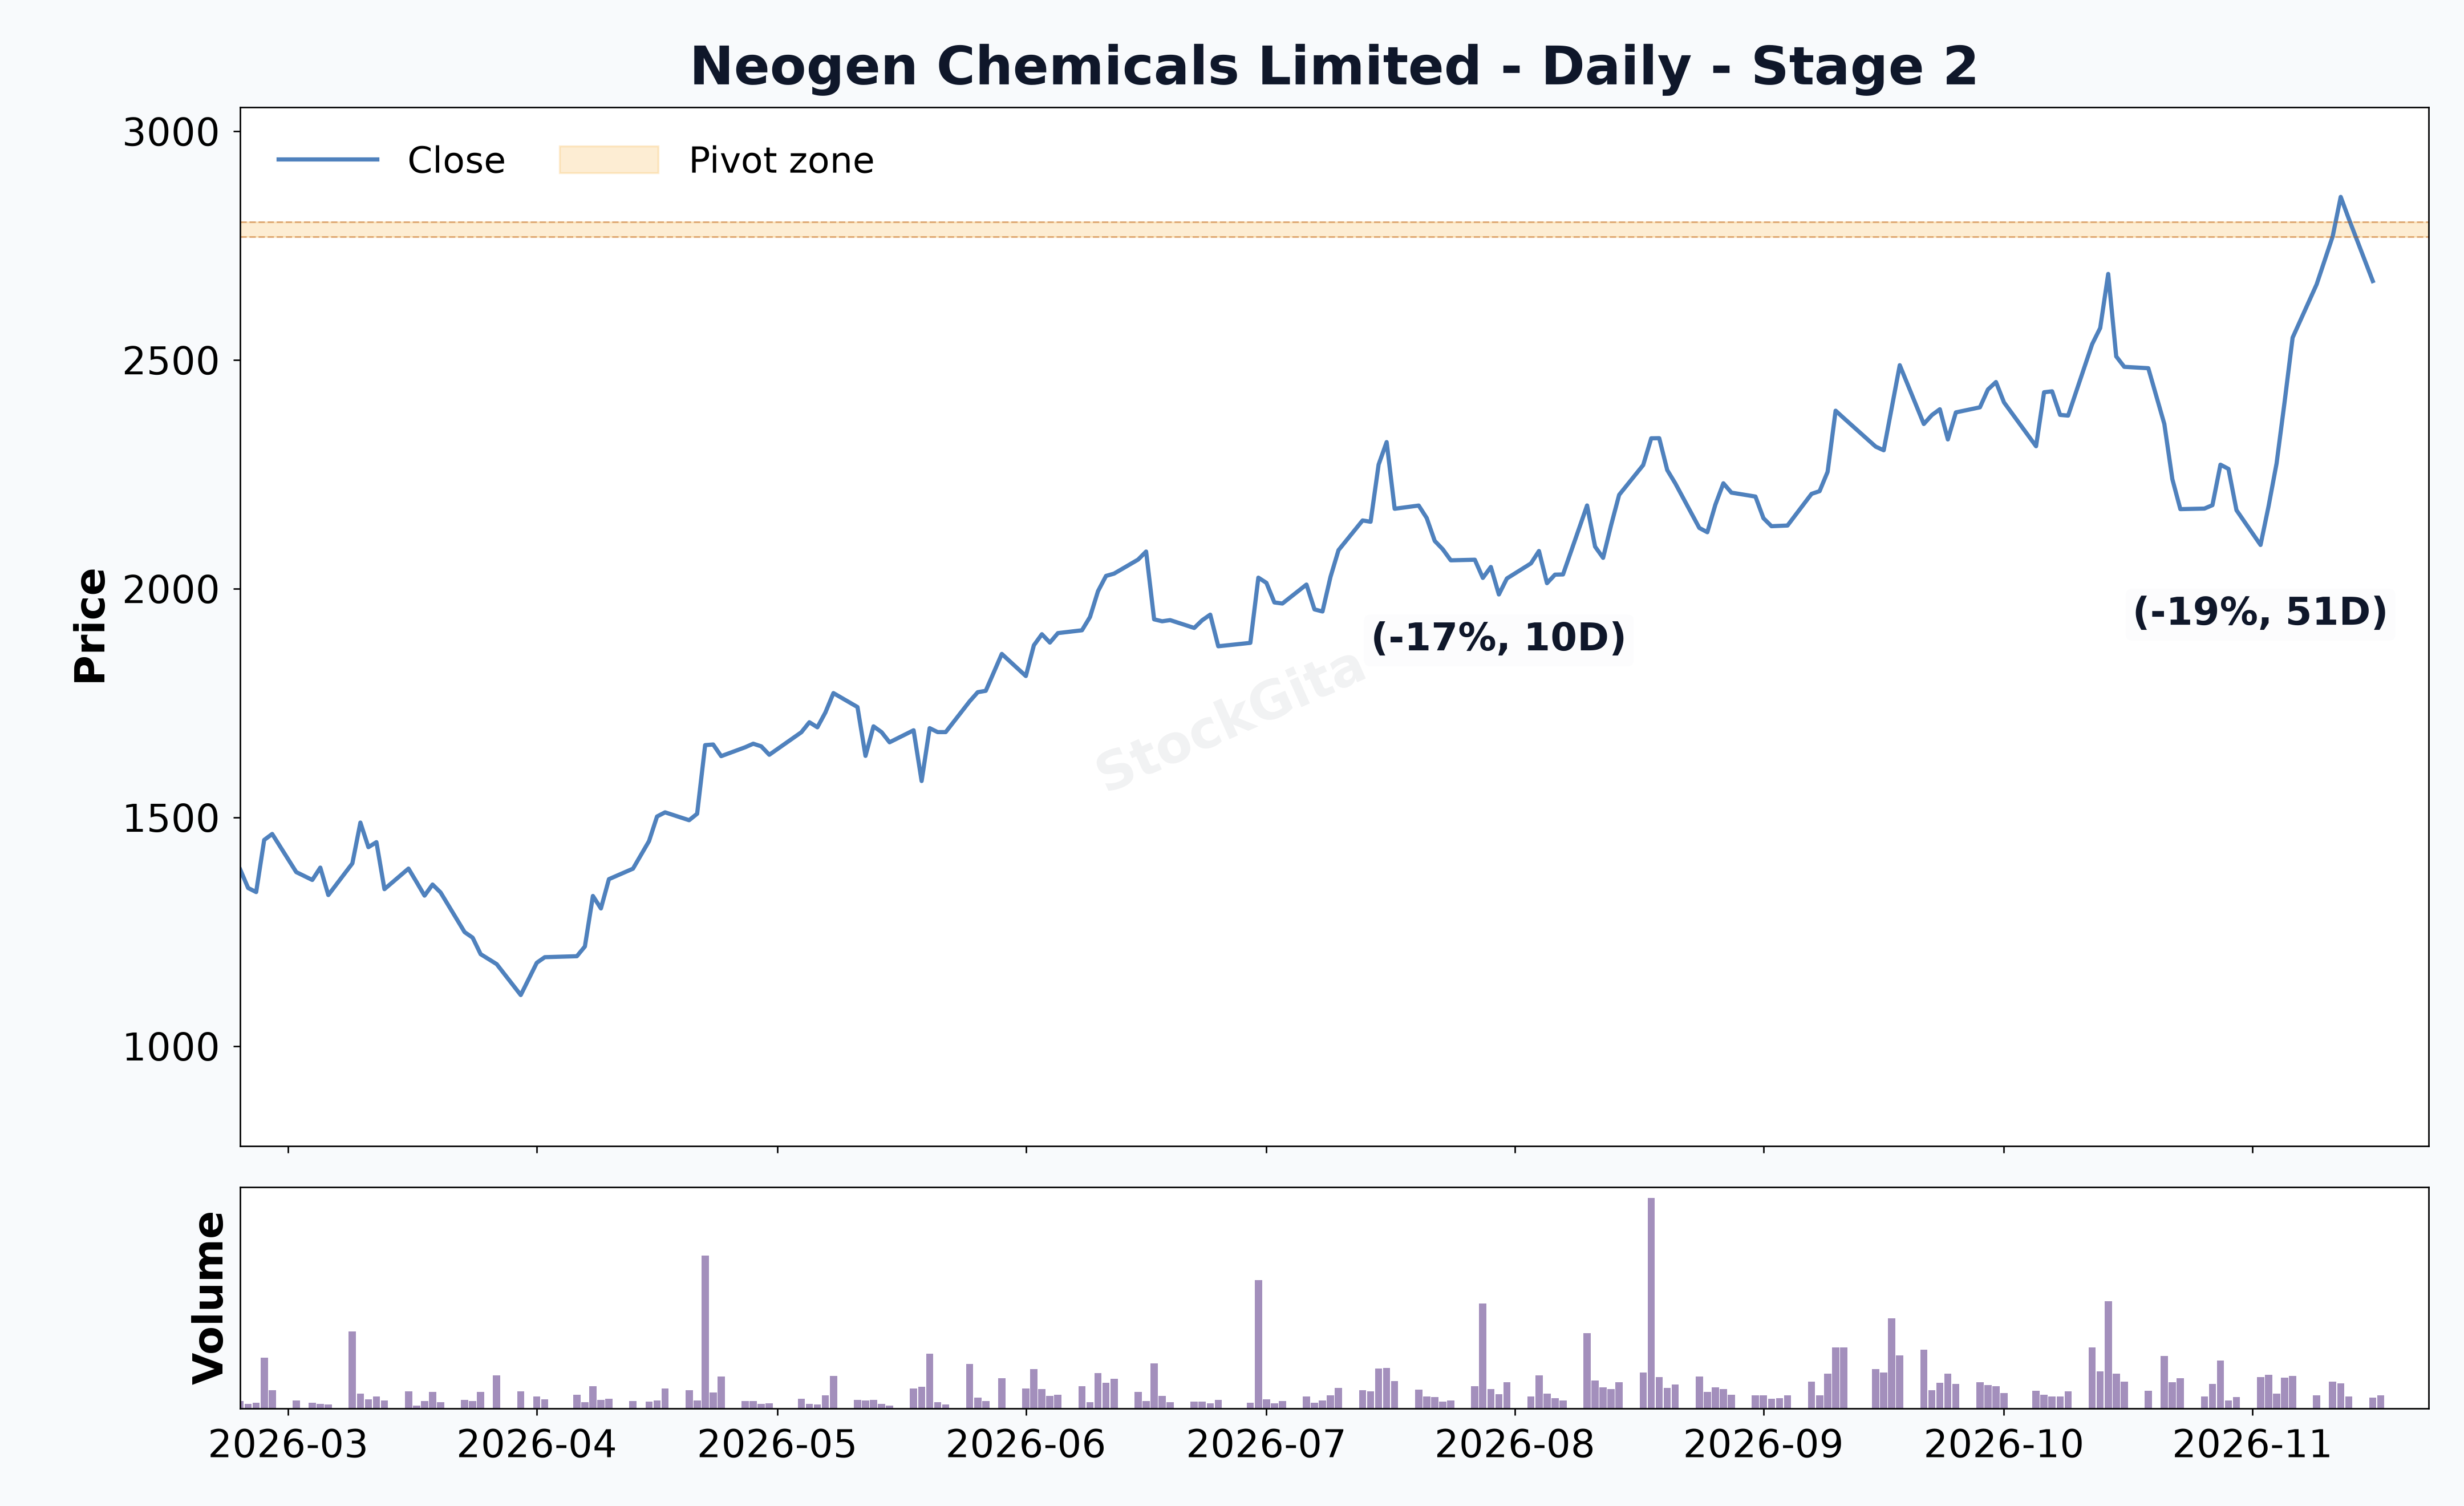 Neogen Chemicals Limited - Daily - Stage 2
Close
Pivot zone
Price
3000
2500
2000
1500
1000
(-17%, 10D)
(-19%, 51D)
StockGita
Volume
2026-03
2026-04
2026-05
2026-06
2026-07
2026-08
2026-09
2026-10
2026-11